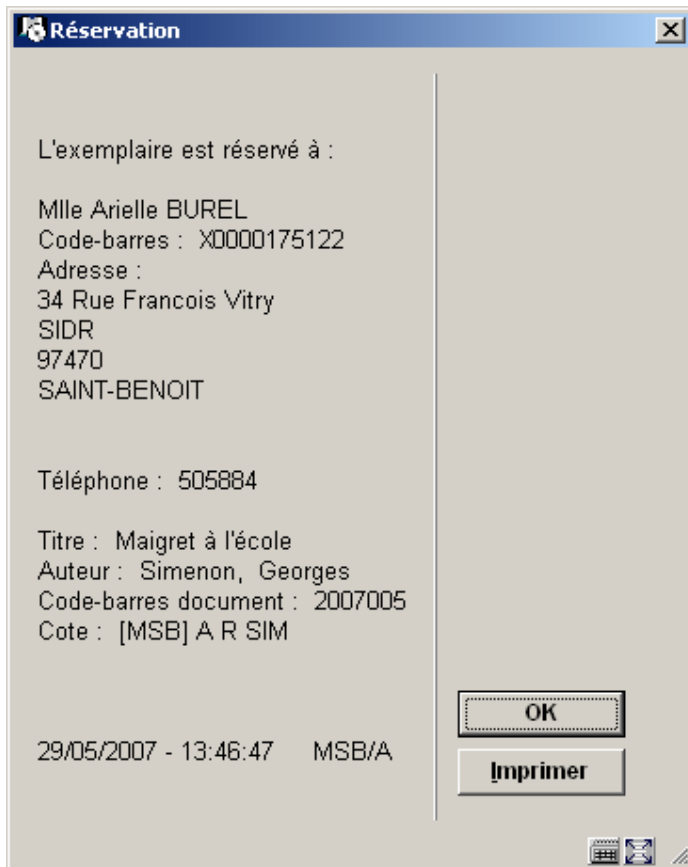 Réservation
L'exemplaire est réservé à :
Mlle Arielle BUREL
Code-barres : X0000175122
Adresse :
34 Rue Francois Vitry
SIDR
97470
SAINT-BENOIT
Téléphone : 505884
Titre : Maigret à l'école
Auteur : Simenon, Georges
Code-barres document : 2007005
Cote : [MSB] A R SIM
29/05/2007 - 13:46:47 MSB/A
OK
Imprimer